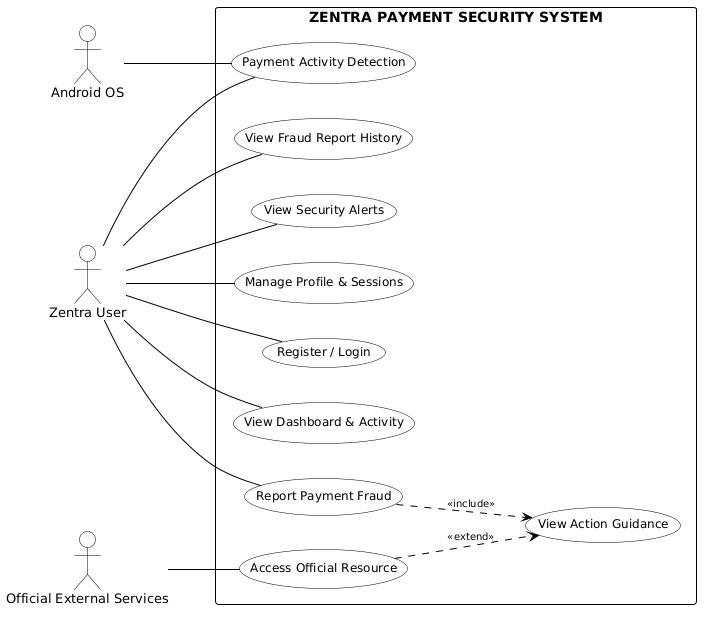 ZENTRA PAYMENT SECURITY SYSTEM
Android OS
Payment Activity Detection
View Fraud Report History
View Security Alerts
Manage Profile & Sessions
Zentra User
Register / Login
View Dashboard & Activity
Report Payment Fraud
«include»
View Action Guidance
«extend»
Access Official Resource
Official External Services